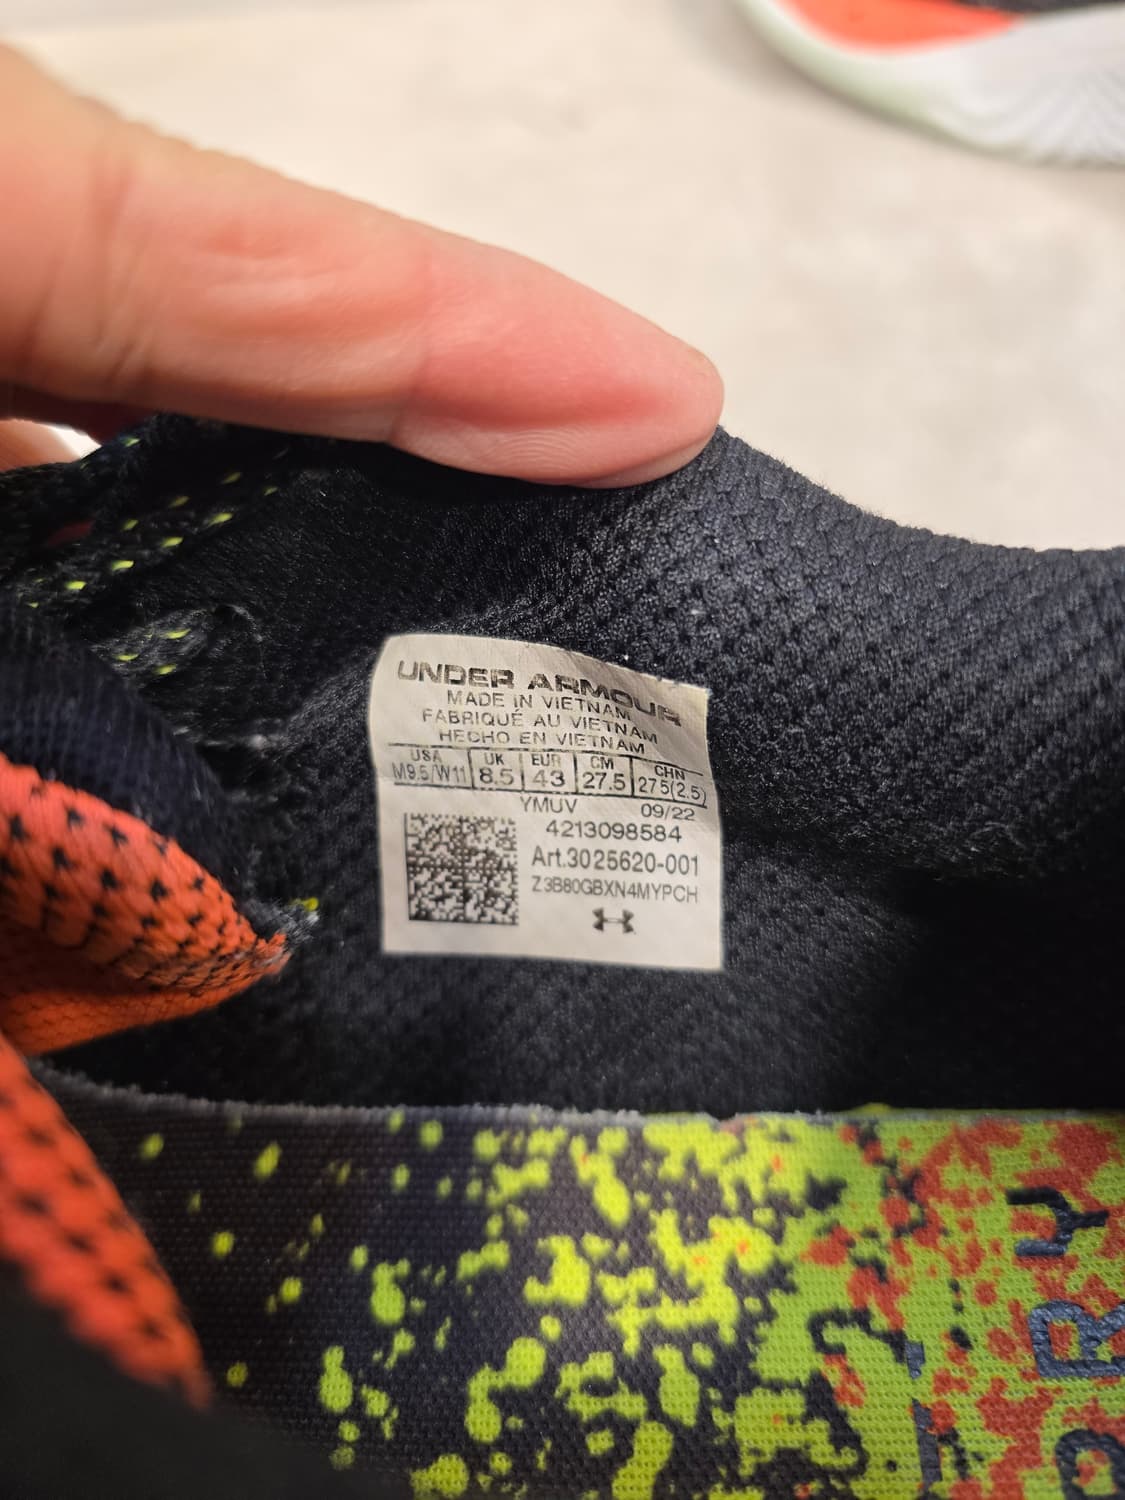 UNDER ARMOUR
MADE IN VIETNAM
FABRIQUÉ AU VIETNAM
HECHO EN VIETNAM
USA UK EUR CM CHN
M9.5/W11 8.5 43 27.5 275(2.5)
YMUV 09/22
4213098584
Art.3025620-001
Z3B80GBXN4MYPCH